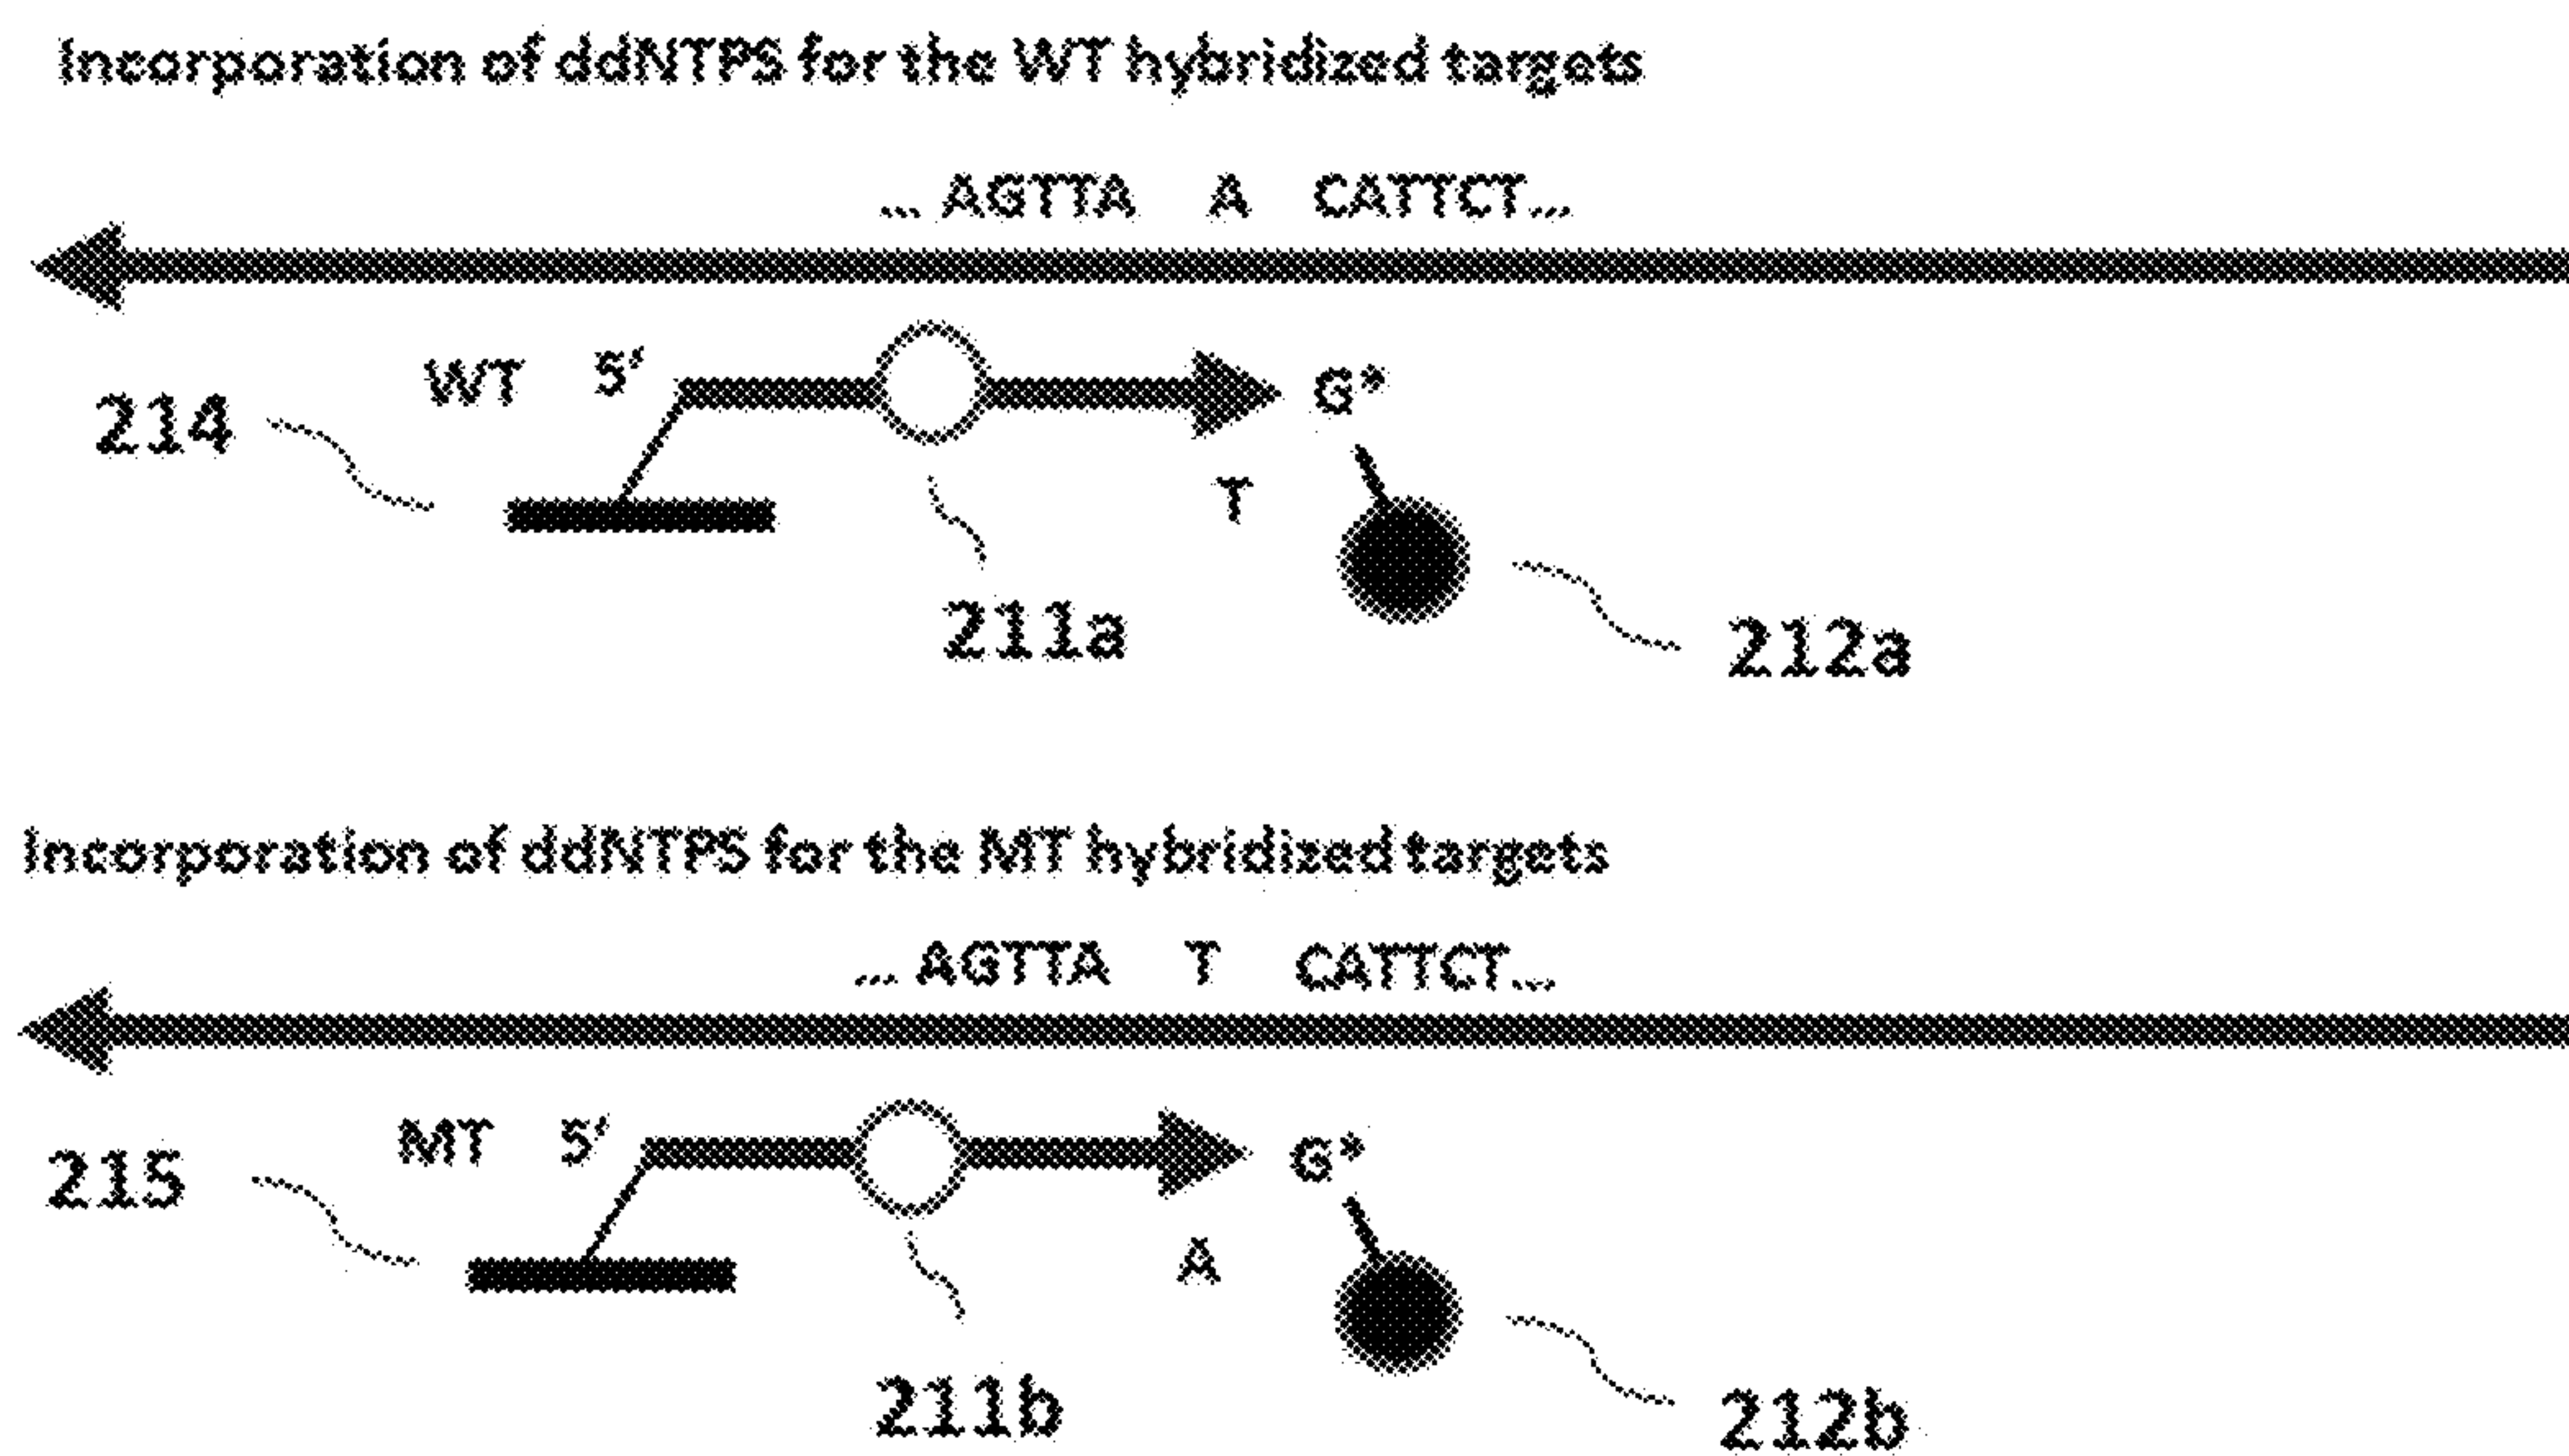 Incorporation of ddNTPS for the WT hybridized targets
... AGTTA A CATTCT...
WT 5' G*
214
T
211a
212a
Incorporation of ddNTPS for the MT hybridized targets
... AGTTA T CATTCT...
MT 5' G*
215
A
211b
212b